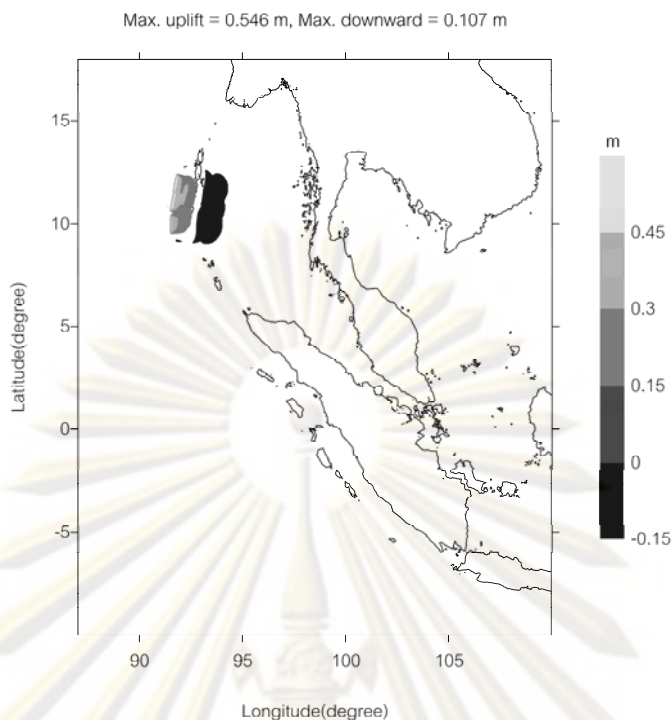 Max. uplift = 0.546 m, Max. downward = 0.107 m
m
15
10
5
0
-5
0.45
0.3
0.15
0
-0.15
Latitude(degree)
90 95 100 105
Longitude(degree)